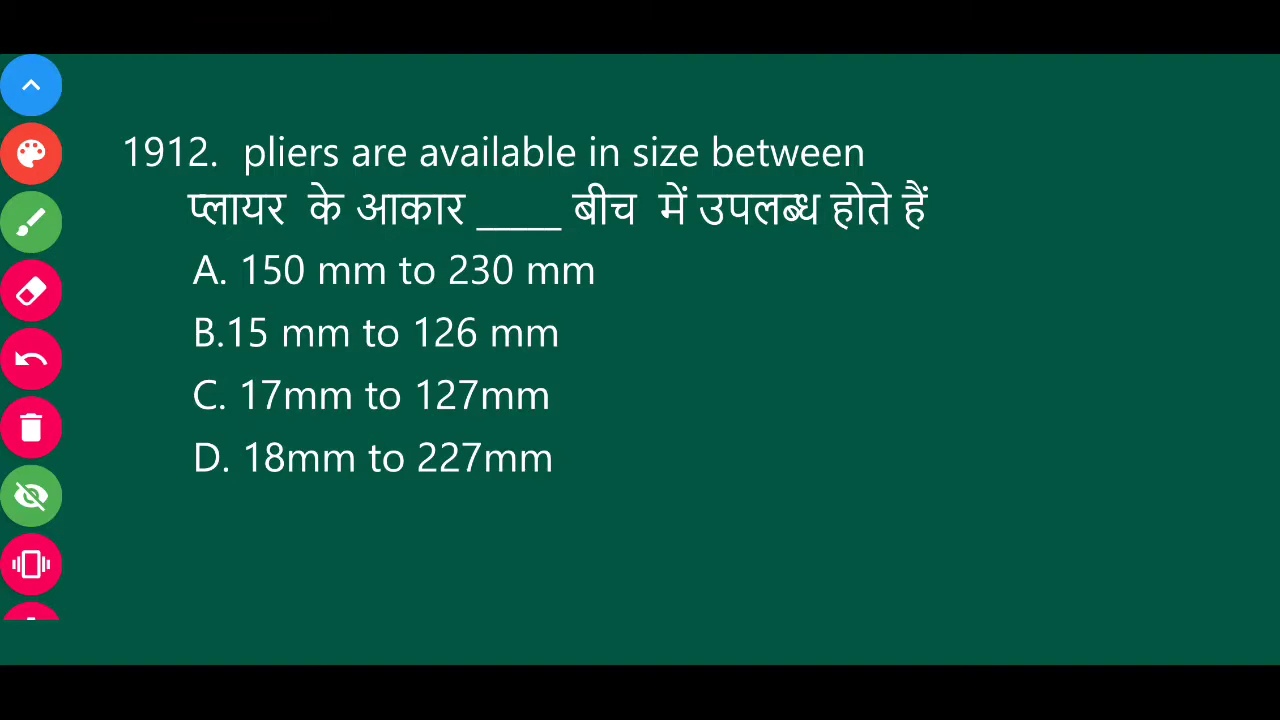 1912. pliers are available in size between
प्लायर के आकार ____ बीच में उपलब्ध होते हैं
A. 150 mm to 230 mm
B.15 mm to 126 mm
C. 17mm to 127mm
D. 18mm to 227mm